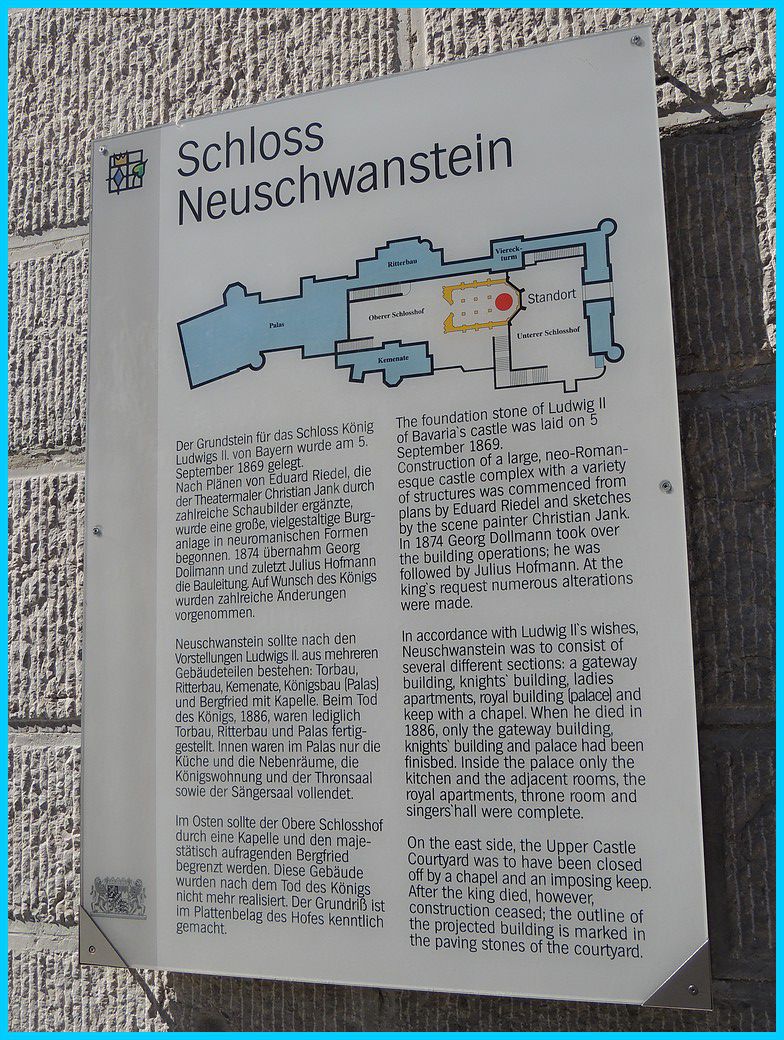 Schloss
Neuschwanstein
Ritterbau
Viereck-
turm
Palas
Oberer Schlosshof
Standort
Unterer Schlosshof
Kemenate
Der Grundstein für das Schloss König
Ludwigs II. von Bayern wurde am 5.
September 1869 gelegt.
Nach Plänen von Eduard Riedel, die
der Theatermaler Christian Jank durch
zahlreiche Schaubilder ergänzte,
wurde eine große, vielgestaltige Burg-
anlage in neuromanischen Formen
begonnen. 1874 übernahm Georg
Dollmann und zuletzt Julius Hofmann
die Bauleitung. Auf Wunsch des Königs
wurden zahlreiche Änderungen
vorgenommen.
Neuschwanstein sollte nach den
Vorstellungen Ludwigs II. aus mehreren
Gebäudeteilen bestehen: Torbau,
Ritterbau, Kemenate, Königsbau (Palas)
und Bergfried mit Kapelle. Beim Tod
des Königs, 1886, waren lediglich
Torbau, Ritterbau und Palas fertig-
gestellt. Innen waren im Palas nur die
Küche und die Nebenräume, die
Königswohnung und der Thronsaal
sowie der Sängersaal vollendet.
Im Osten sollte der Obere Schlosshof
durch eine Kapelle und den maje-
stätisch aufragenden Bergfried
begrenzt werden. Diese Gebäude
wurden nach dem Tod des Königs
nicht mehr realisiert. Der Grundriß ist
im Plattenbelag des Hofes kenntlich
gemacht.
The foundation stone of Ludwig II
of Bavaria`s castle was laid on 5
September 1869.
Construction of a large, neo-Roman-
esque castle complex with a variety
of structures was commenced from
plans by Eduard Riedel and sketches
by the scene painter Christian Jank.
In 1874 Georg Dollmann took over
the building operations; he was
followed by Julius Hofmann. At the
king`s request numerous alterations
were made.
In accordance with Ludwig II`s wishes,
Neuschwanstein was to consist of
several different sections: a gateway
building, knights` building, ladies
apartments, royal building (palace) and
keep with a chapel. When he died in
1886, only the gateway building,
knights` building and palace had been
finisbed. Inside the palace only the
kitchen and the adjacent rooms, the
royal apartments, throne room and
singers`hall were complete.
On the east side, the Upper Castle
Courtyard was to have been closed
off by a chapel and an imposing keep.
After the king died, however,
construction ceased; the outline of
the projected building is marked in
the paving stones of the courtyard.